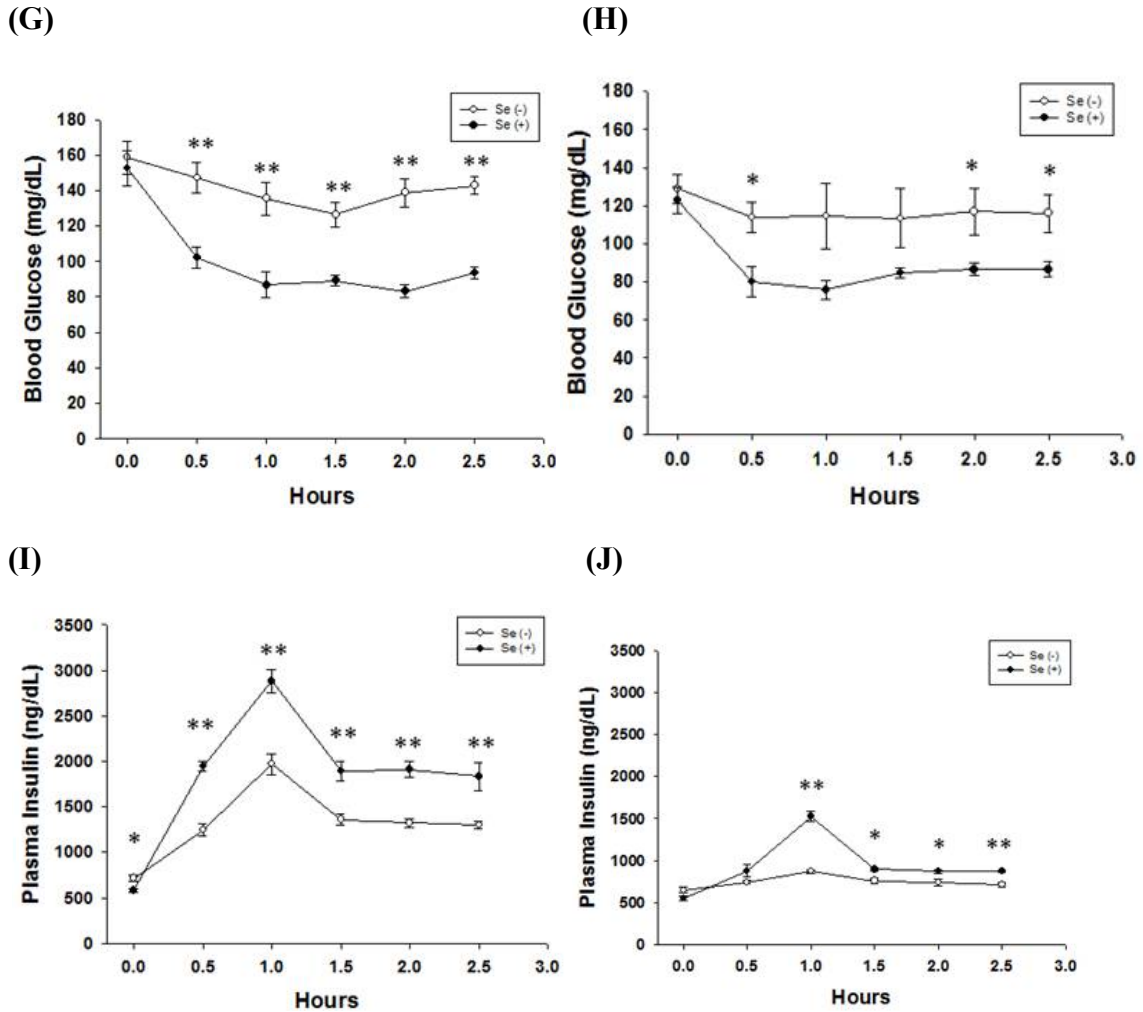 (G)
(H)
Se (-)
Se (+)
180
160
140
120
100
80
60
40
20
0
** ** ** ** **
Blood Glucose (mg/dL)
0.0 0.5 1.0 1.5 2.0 2.5 3.0
Hours
Se (-)
Se (+)
180
160
140
120
100
80
60
40
20
0
* * *
Blood Glucose (mg/dL)
0.0 0.5 1.0 1.5 2.0 2.5 3.0
Hours
(I)
(J)
Se (-)
Se (+)
3500
3000
2500
2000
1500
1000
500
0
* ** ** ** ** **
Plasma Insulin (ng/dL)
0.0 0.5 1.0 1.5 2.0 2.5 3.0
Hours
Se (-)
Se (+)
3500
3000
2500
2000
1500
1000
500
0
** * * **
Plasma Insulin (ng/dL)
0.0 0.5 1.0 1.5 2.0 2.5 3.0
Hours